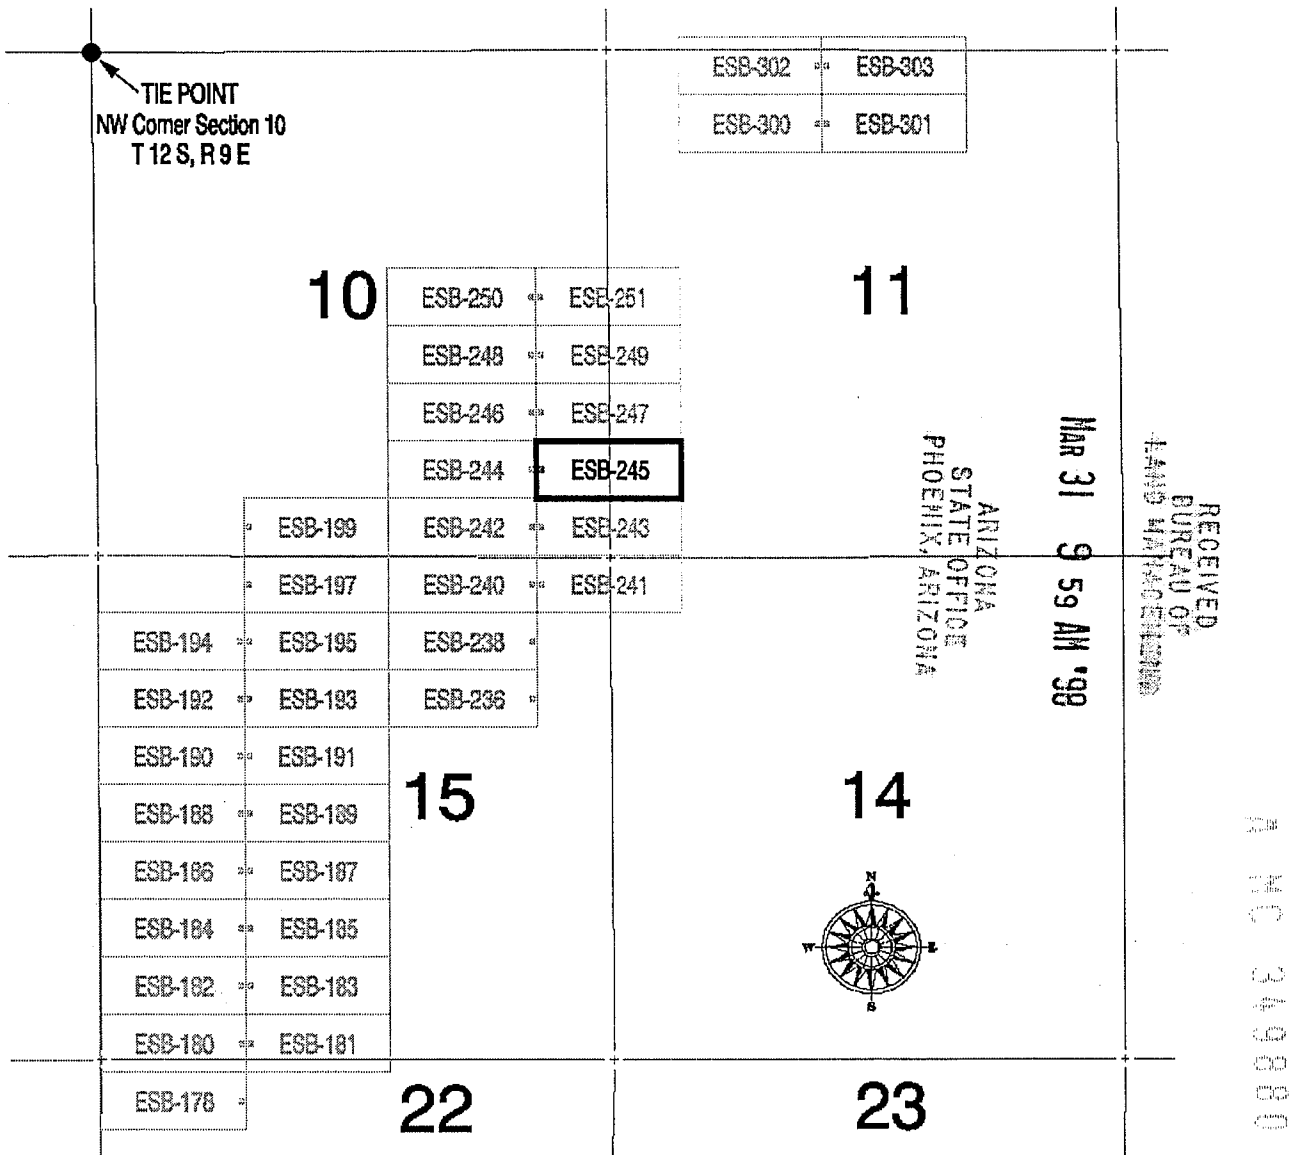 TIE POINT
NW Corner Section 10
T 12 S, R 9 E
ESB-302 ESB-303
ESB-300 ESB-301
10
11
ESB-250 ESB-251
ESB-248 ESB-249
ESB-246 ESB-247
ESB-244 ESB-245
ESB-199 ESB-242 ESB-243
ESB-197 ESB-240 ESB-241
ESB-194 ESB-195 ESB-238
ESB-192 ESB-193 ESB-236
ESB-190 ESB-191
ESB-188 ESB-189
ESB-186 ESB-187
ESB-184 ESB-185
ESB-182 ESB-183
ESB-180 ESB-181
ESB-178
15
14
22
23
N
W E
S
RECEIVED
BUREAU OF
LAND MANAGEMENT
MAR 31 9 59 AM
ARIZONA
STATE OFFICE
PHOENIX, ARIZONA
A MC 349880